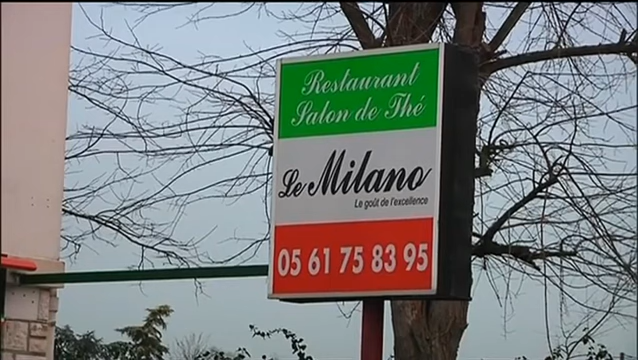 Restaurant
Salon de Thé
Le Milano
Le goût de l'excellence
05 61 75 83 95